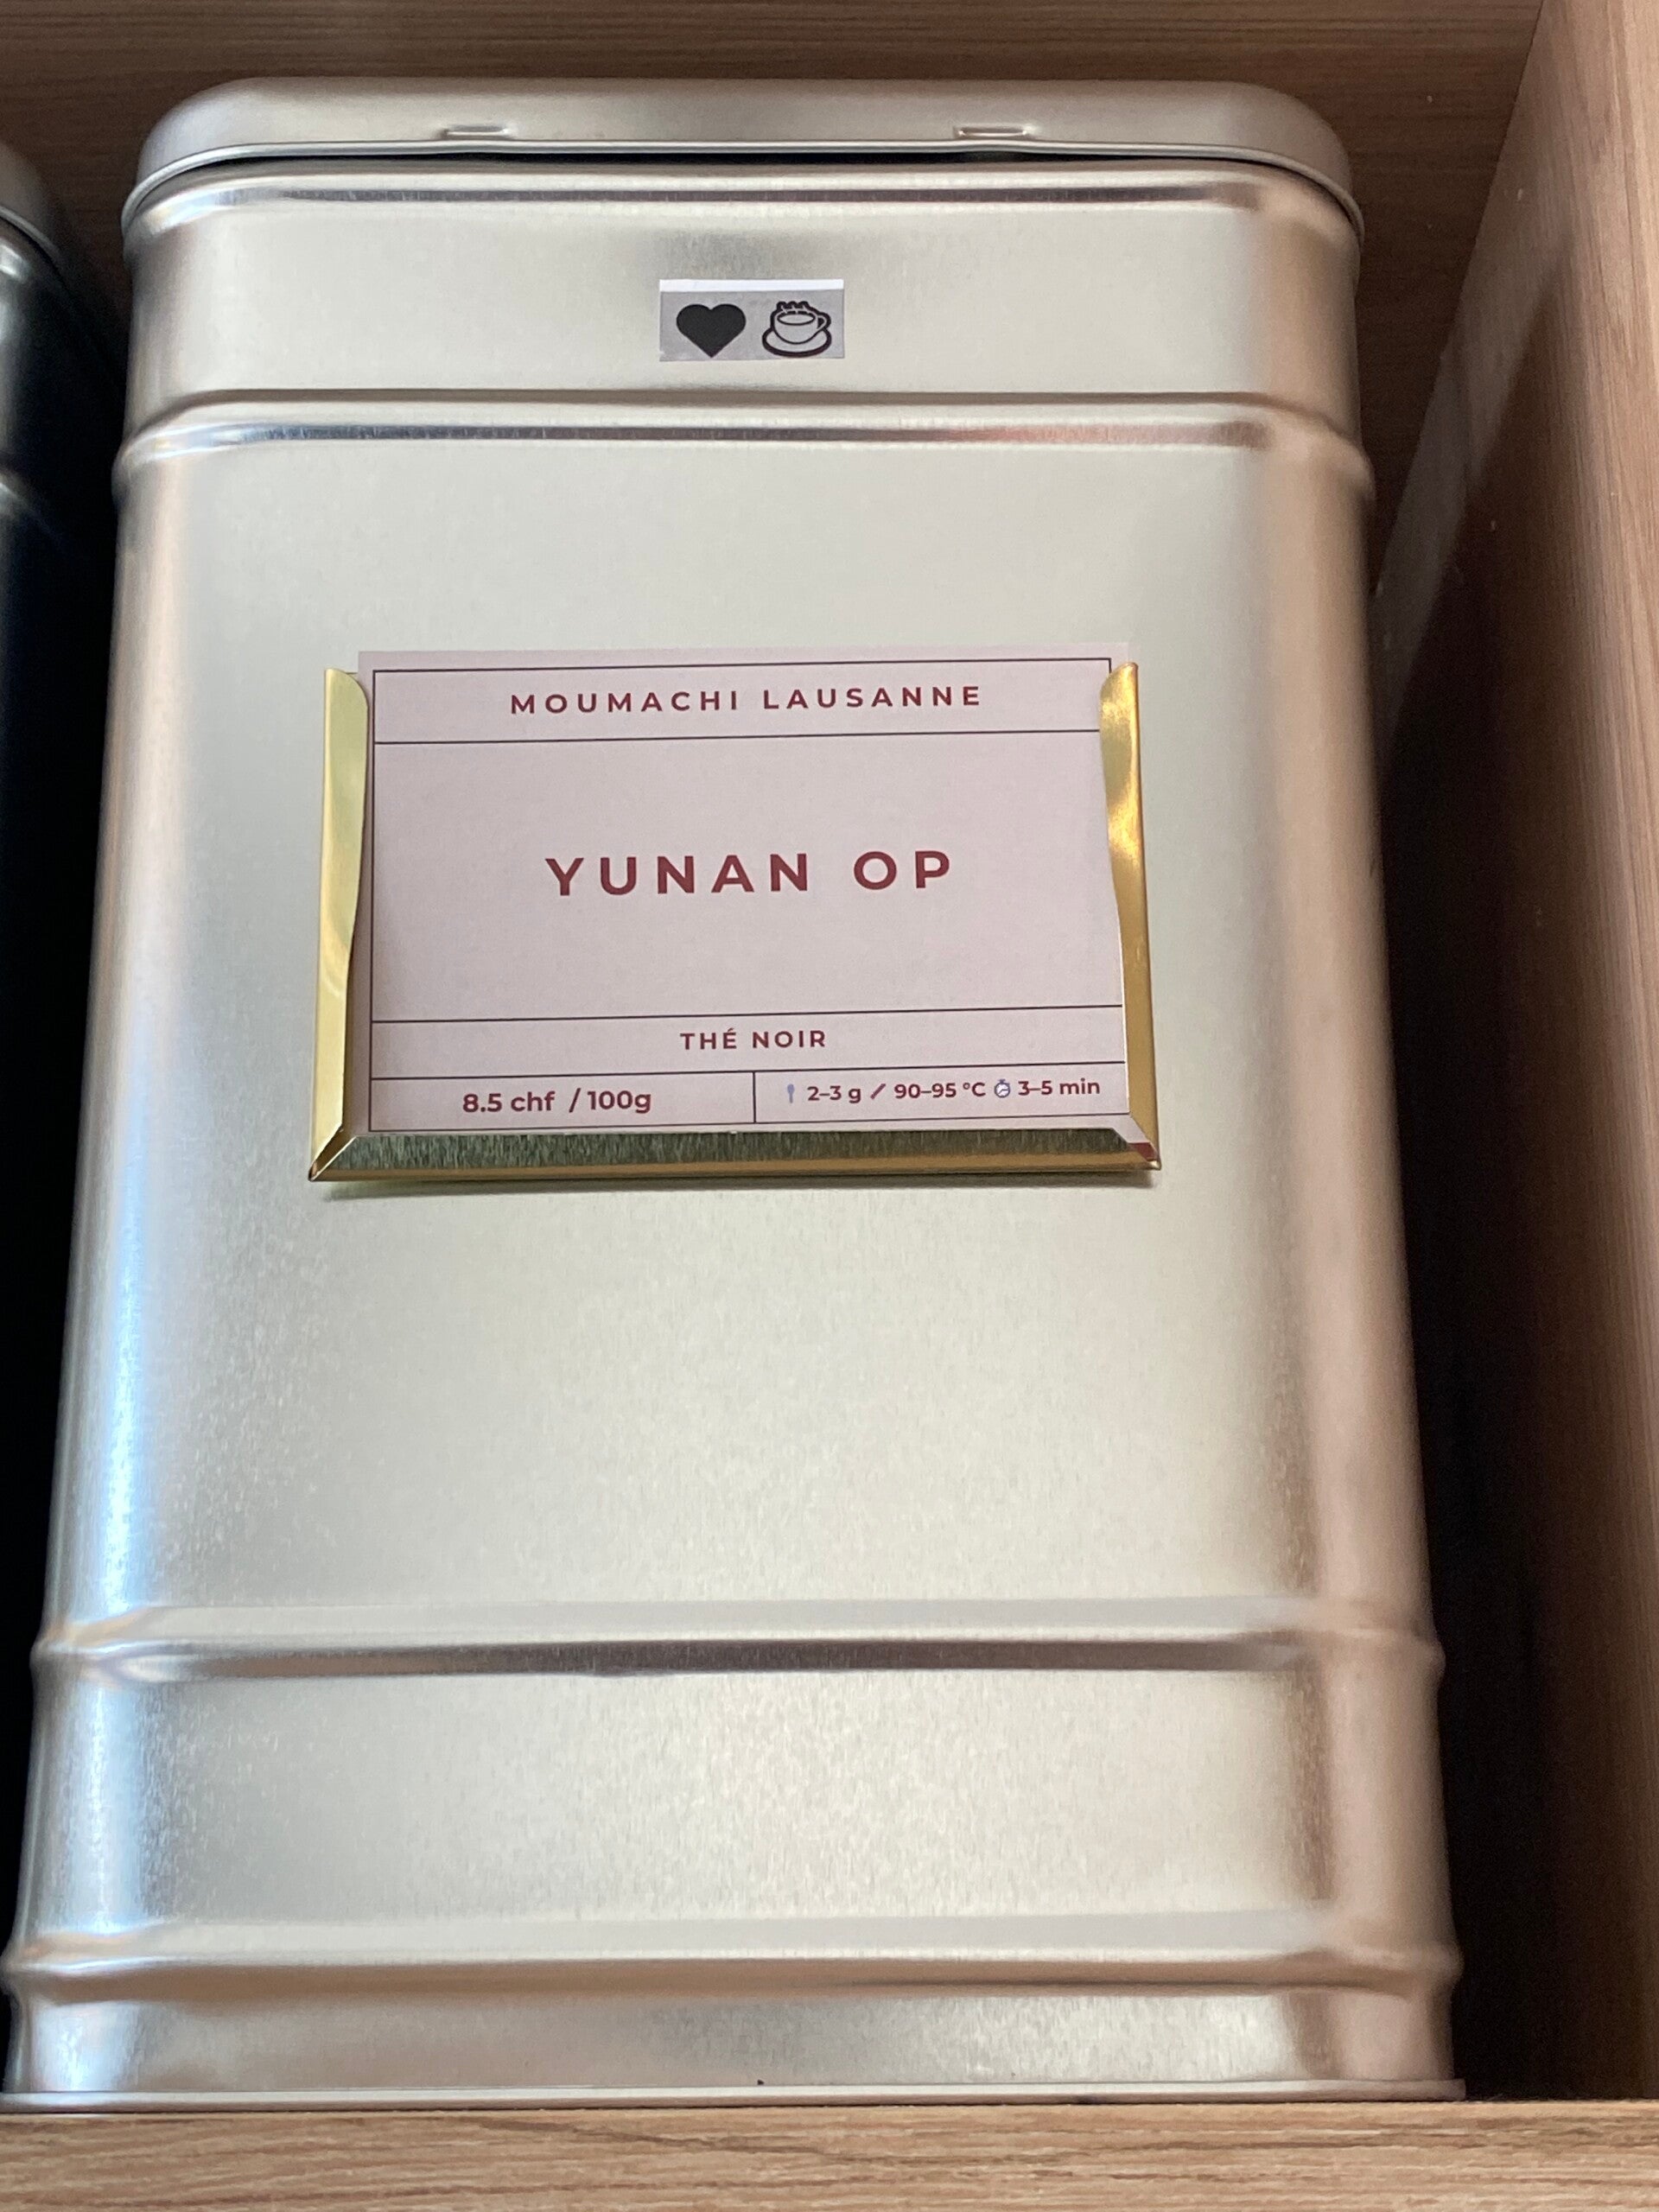 MOUMACHI LAUSANNE
YUNAN OP
THÉ NOIR
8.5 chf / 100g
2–3 g / 90–95 °C 3–5 min